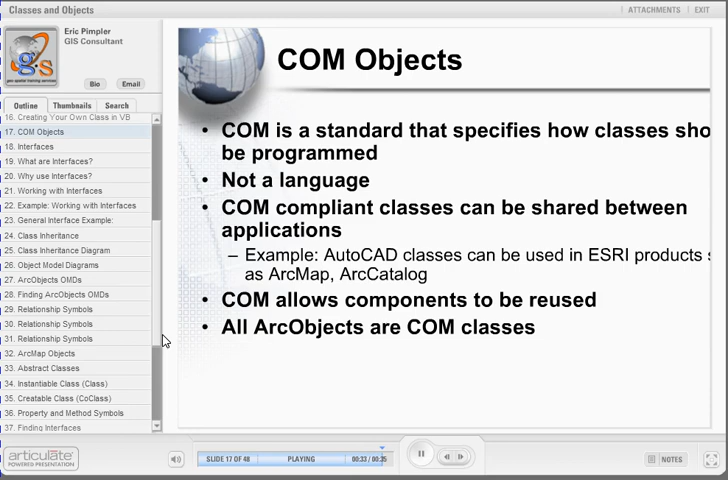 Classes and Objects
ATTACHMENTS
EXIT
Eric Pimpler
GIS Consultant
gis
geo spatial training services
Bio
Email
Outline
Thumbnails
Search
16. Creating Your Own Class in VB
17. COM Objects
18. Interfaces
19. What are Interfaces?
20. Why use Interfaces?
21. Working with Interfaces
22. Example: Working with Interfaces
23. General Interface Example:
24. Class Inheritance
25. Class Inheritance Diagram
26. Object Model Diagrams
27. ArcObjects OMDs
28. Finding ArcObjects OMDs
29. Relationship Symbols
30. Relationship Symbols
31. Relationship Symbols
32. ArcMap Objects
33. Abstract Classes
34. Instantiable Class (Class)
35. Creatable Class (CoClass)
36. Property and Method Symbols
37. Finding Interfaces
COM Objects
• COM is a standard that specifies how classes sho
be programmed
• Not a language
• COM compliant classes can be shared between
applications
– Example: AutoCAD classes can be used in ESRI products s
as ArcMap, ArcCatalog
• COM allows components to be reused
• All ArcObjects are COM classes
articulate
POWERED PRESENTATION
SLIDE 17 OF 48
PLAYING
00:33 / 00:35
NOTES